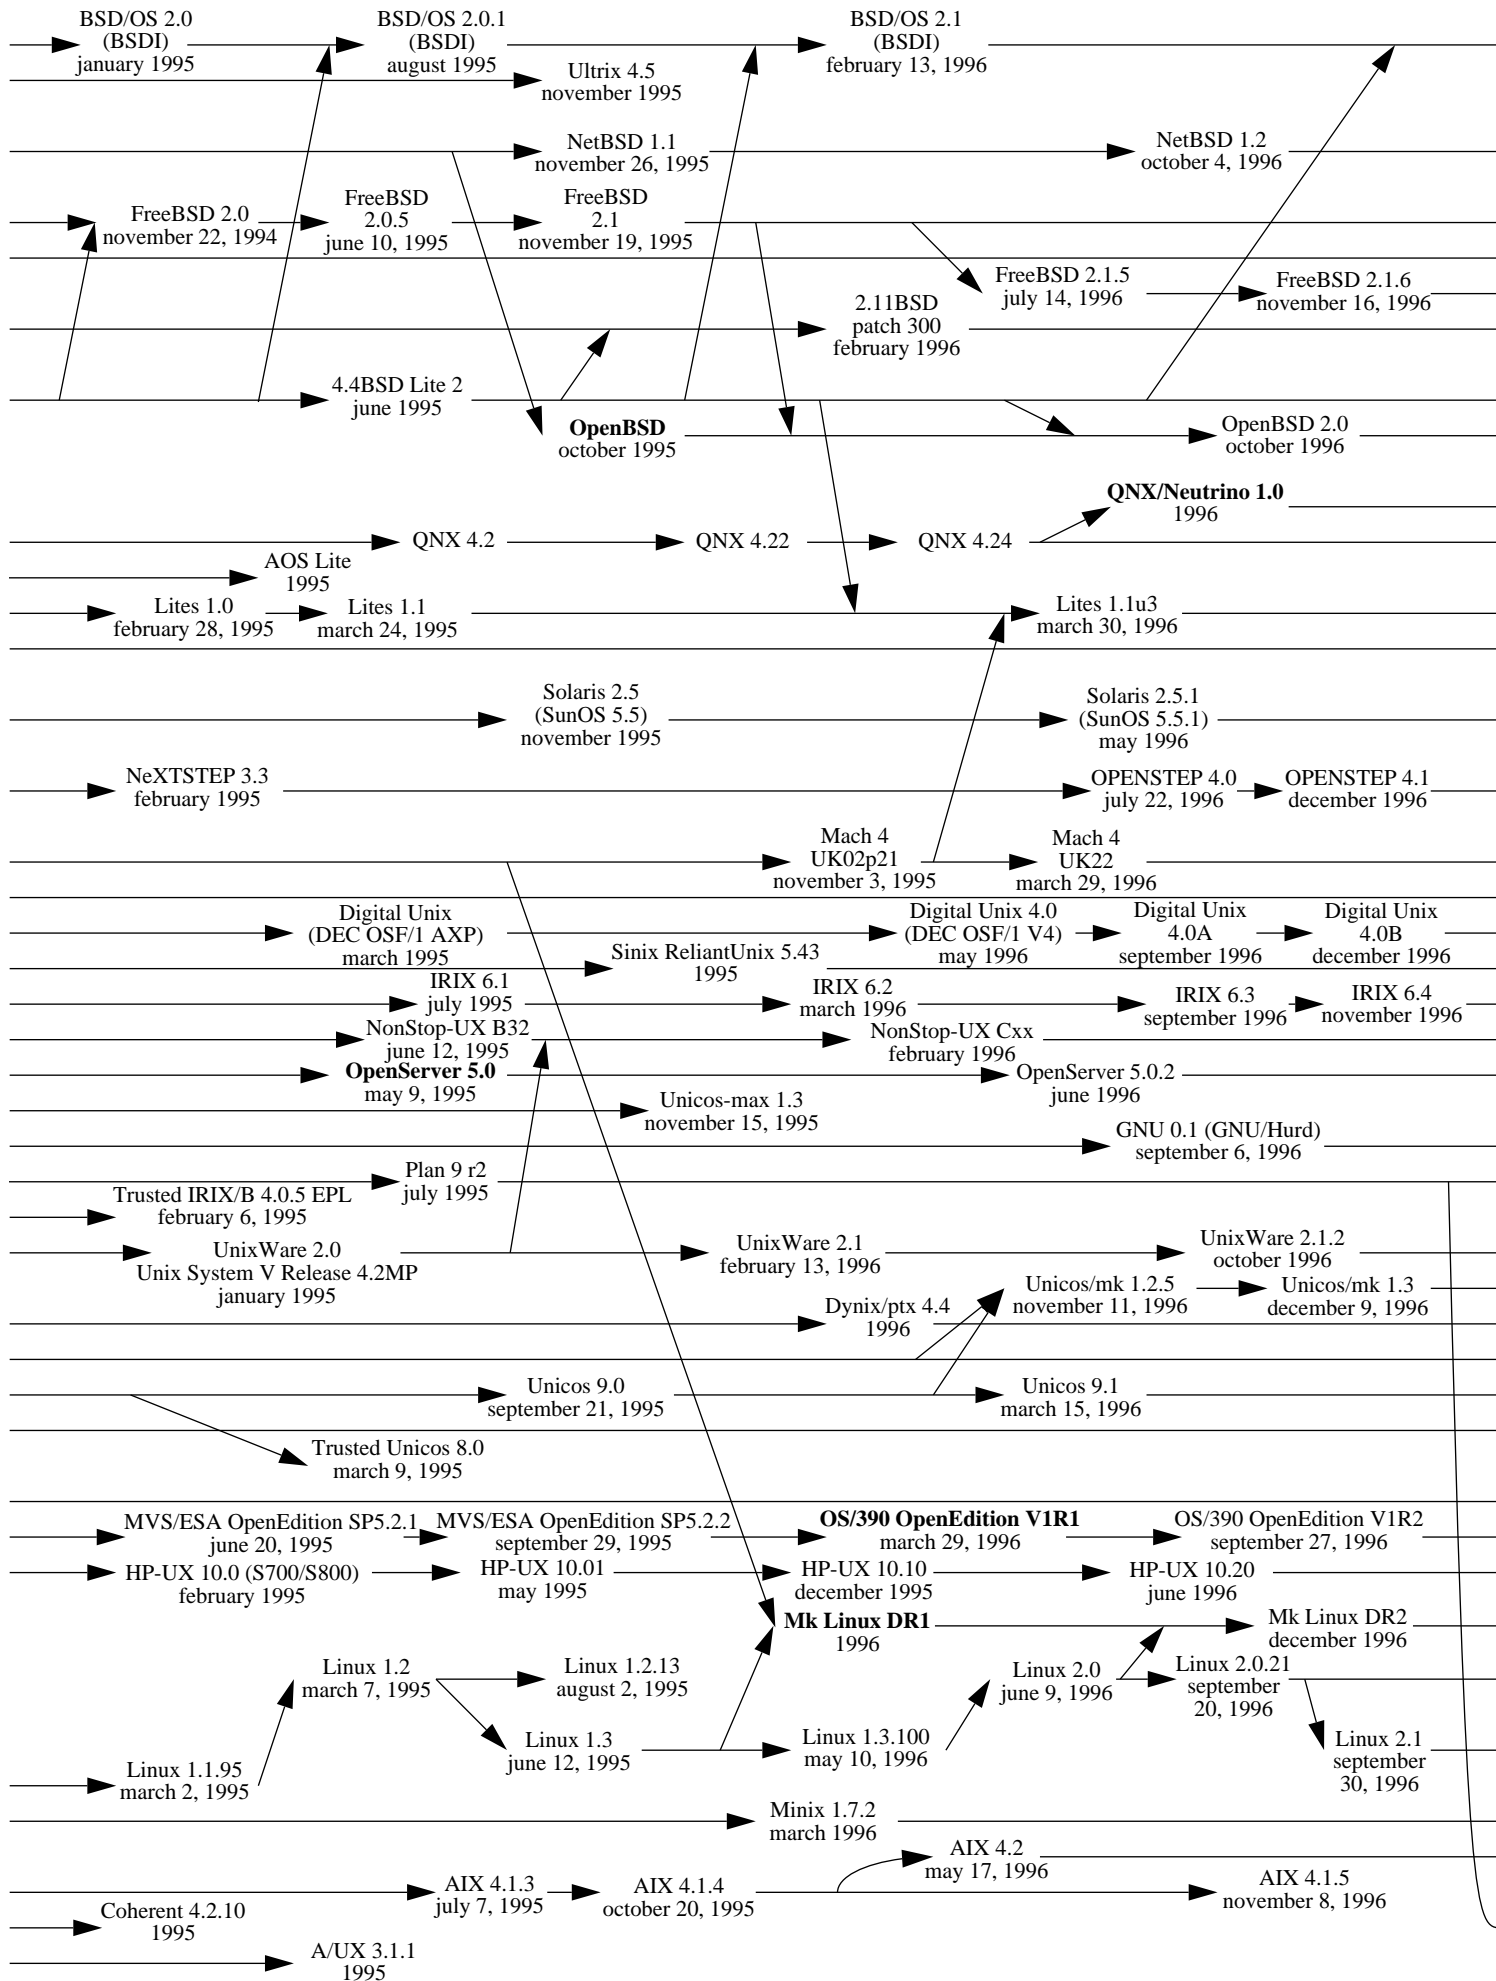 BSD/OS 2.0
(BSDI)
january 1995
BSD/OS 2.0.1
(BSDI)
august 1995
BSD/OS 2.1
(BSDI)
february 13, 1996
Ultrix 4.5
november 1995
NetBSD 1.1
november 26, 1995
NetBSD 1.2
october 4, 1996
FreeBSD 2.0
november 22, 1994
FreeBSD
2.0.5
june 10, 1995
FreeBSD
2.1
november 19, 1995
FreeBSD 2.1.5
july 14, 1996
FreeBSD 2.1.6
november 16, 1996
2.11BSD
patch 300
february 1996
4.4BSD Lite 2
june 1995
OpenBSD
october 1995
OpenBSD 2.0
october 1996
QNX/Neutrino 1.0
1996
QNX 4.2
QNX 4.22
QNX 4.24
AOS Lite
1995
Lites 1.0
february 28, 1995
Lites 1.1
march 24, 1995
Lites 1.1u3
march 30, 1996
Solaris 2.5
(SunOS 5.5)
november 1995
Solaris 2.5.1
(SunOS 5.5.1)
may 1996
NeXTSTEP 3.3
february 1995
OPENSTEP 4.0
july 22, 1996
OPENSTEP 4.1
december 1996
Mach 4
UK02p21
november 3, 1995
Mach 4
UK22
march 29, 1996
Digital Unix
(DEC OSF/1 AXP)
march 1995
Digital Unix 4.0
(DEC OSF/1 V4)
may 1996
Digital Unix
4.0A
september 1996
Digital Unix
4.0B
december 1996
Sinix ReliantUnix 5.43
1995
IRIX 6.1
july 1995
IRIX 6.2
march 1996
IRIX 6.3
september 1996
IRIX 6.4
november 1996
NonStop-UX B32
june 12, 1995
NonStop-UX Cxx
february 1996
OpenServer 5.0
may 9, 1995
OpenServer 5.0.2
june 1996
Unicos-max 1.3
november 15, 1995
GNU 0.1 (GNU/Hurd)
september 6, 1996
Plan 9 r2
july 1995
Trusted IRIX/B 4.0.5 EPL
february 6, 1995
UnixWare 2.0
Unix System V Release 4.2MP
january 1995
UnixWare 2.1
february 13, 1996
UnixWare 2.1.2
october 1996
Unicos/mk 1.2.5
november 11, 1996
Unicos/mk 1.3
december 9, 1996
Dynix/ptx 4.4
1996
Unicos 9.0
september 21, 1995
Unicos 9.1
march 15, 1996
Trusted Unicos 8.0
march 9, 1995
MVS/ESA OpenEdition SP5.2.1
june 20, 1995
MVS/ESA OpenEdition SP5.2.2
september 29, 1995
OS/390 OpenEdition V1R1
march 29, 1996
OS/390 OpenEdition V1R2
september 27, 1996
HP-UX 10.0 (S700/S800)
february 1995
HP-UX 10.01
may 1995
HP-UX 10.10
december 1995
HP-UX 10.20
june 1996
Mk Linux DR1
1996
Mk Linux DR2
december 1996
Linux 1.2
march 7, 1995
Linux 1.2.13
august 2, 1995
Linux 2.0
june 9, 1996
Linux 2.0.21
september
20, 1996
Linux 1.3
june 12, 1995
Linux 1.3.100
may 10, 1996
Linux 2.1
september
30, 1996
Linux 1.1.95
march 2, 1995
Minix 1.7.2
march 1996
AIX 4.2
may 17, 1996
AIX 4.1.3
july 7, 1995
AIX 4.1.4
october 20, 1995
AIX 4.1.5
november 8, 1996
Coherent 4.2.10
1995
A/UX 3.1.1
1995